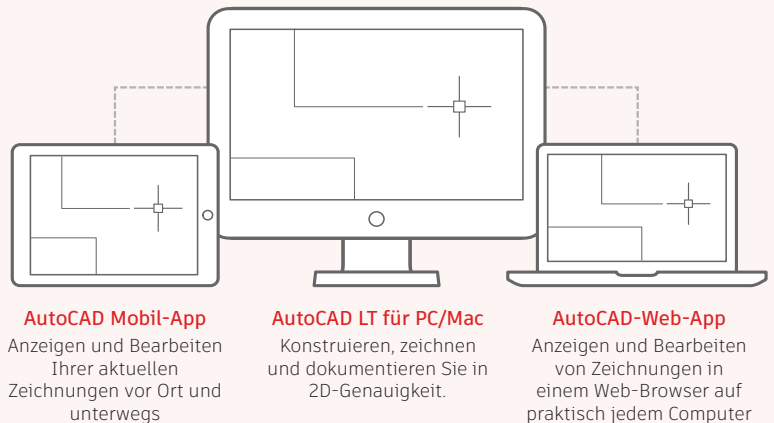 AutoCAD Mobil-App
Anzeigen und Bearbeiten
Ihrer aktuellen
Zeichnungen vor Ort und
unterwegs
AutoCAD LT für PC/Mac
Konstruieren, zeichnen
und dokumentieren Sie in
2D-Genauigkeit.
AutoCAD-Web-App
Anzeigen und Bearbeiten
von Zeichnungen in
einem Web-Browser auf
praktisch jedem Computer